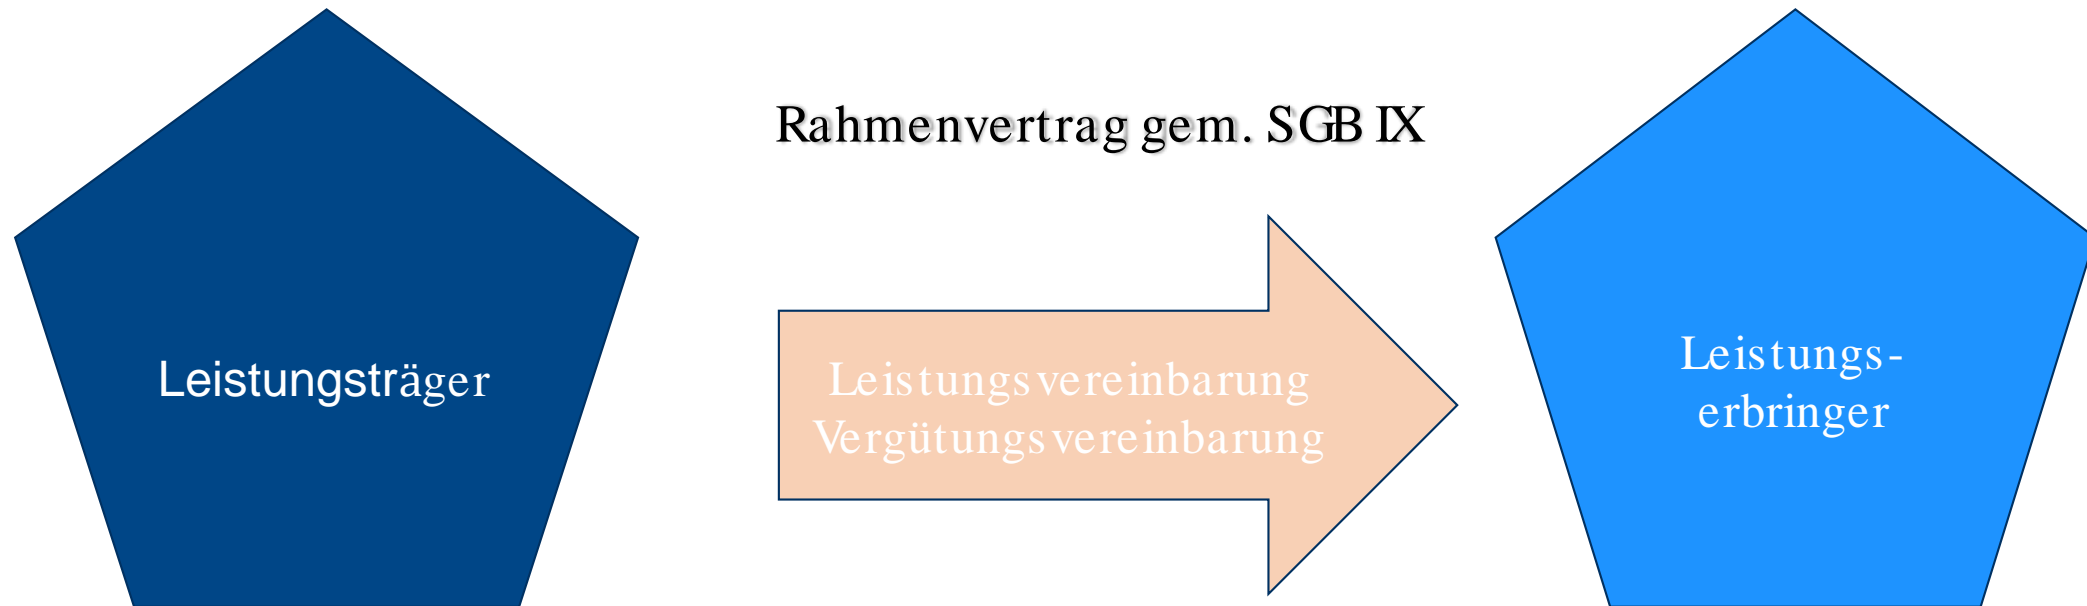 Rahmenvertrag gem. SGB IX
Leistungsträger
Leistungsvereinbarung
Vergütungsvereinbarung
Leistungs-
erbringer